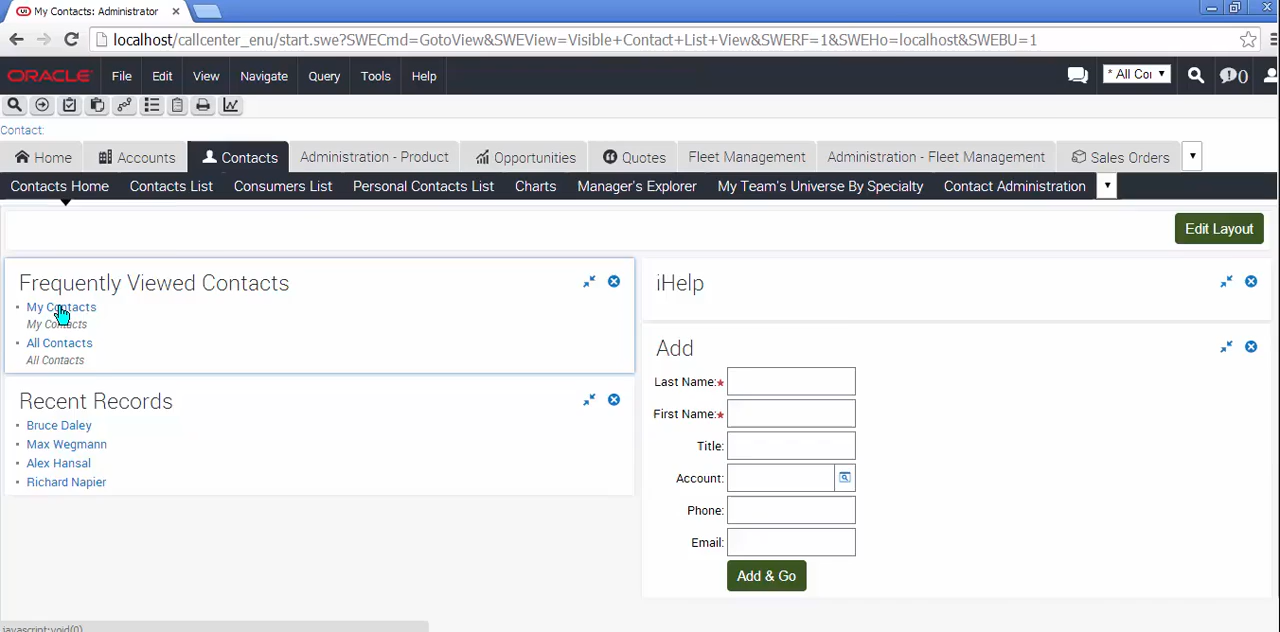 My Contacts: Administrator
localhost/callcenter_enu/start.swe?SWECmd=GotoView&SWEView=Visible+Contact+List+View&SWERF=1&SWEHo=localhost&SWEBU=1
ORACLE File Edit View Navigate Query Tools Help * All Cor 0
Contact:
Home Accounts Contacts Administration - Product Opportunities Quotes Fleet Management Administration - Fleet Management Sales Orders
Contacts Home Contacts List Consumers List Personal Contacts List Charts Manager's Explorer My Team's Universe By Specialty Contact Administration
Edit Layout
Frequently Viewed Contacts
My Contacts
My Contacts
All Contacts
All Contacts
Recent Records
Bruce Daley
Max Wegmann
Alex Hansal
Richard Napier
iHelp
Add
Last Name:*
First Name:*
Title:
Account:
Phone:
Email:
Add & Go
javascript:void(0)